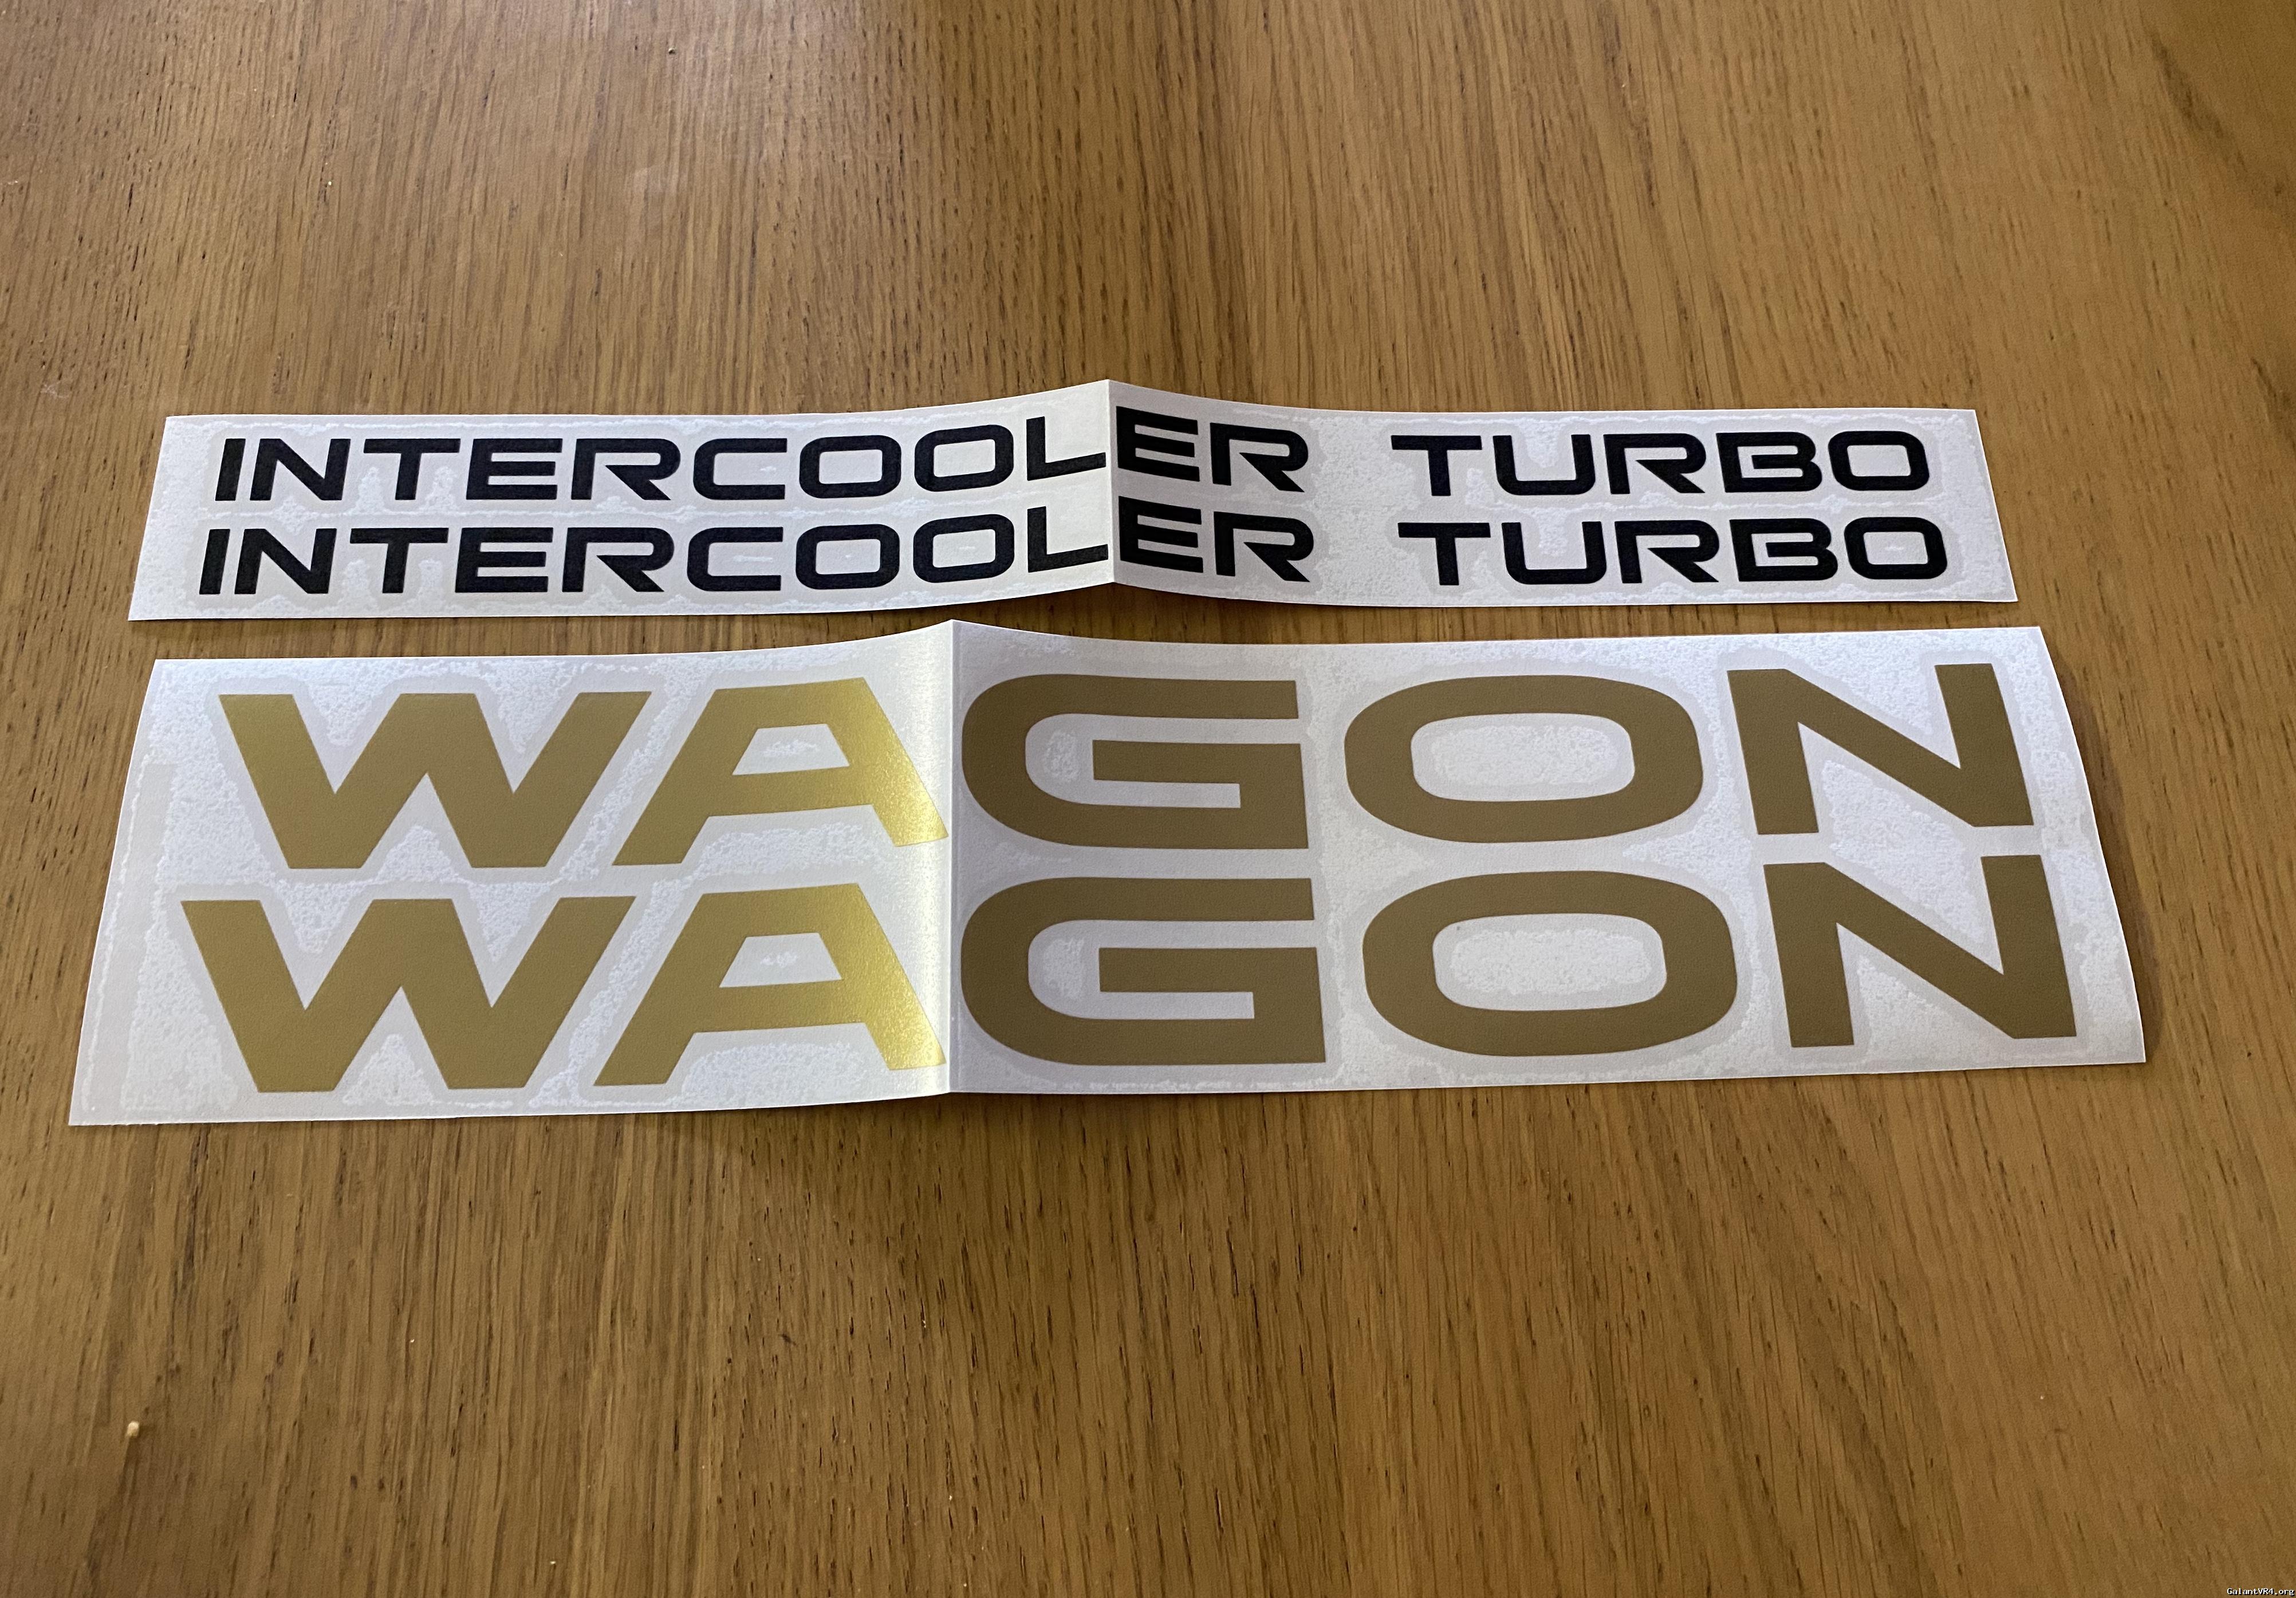 INTERCOOLER TURBO
INTERCOOLER TURBO
WAGON
WAGON
GalantVR4.org